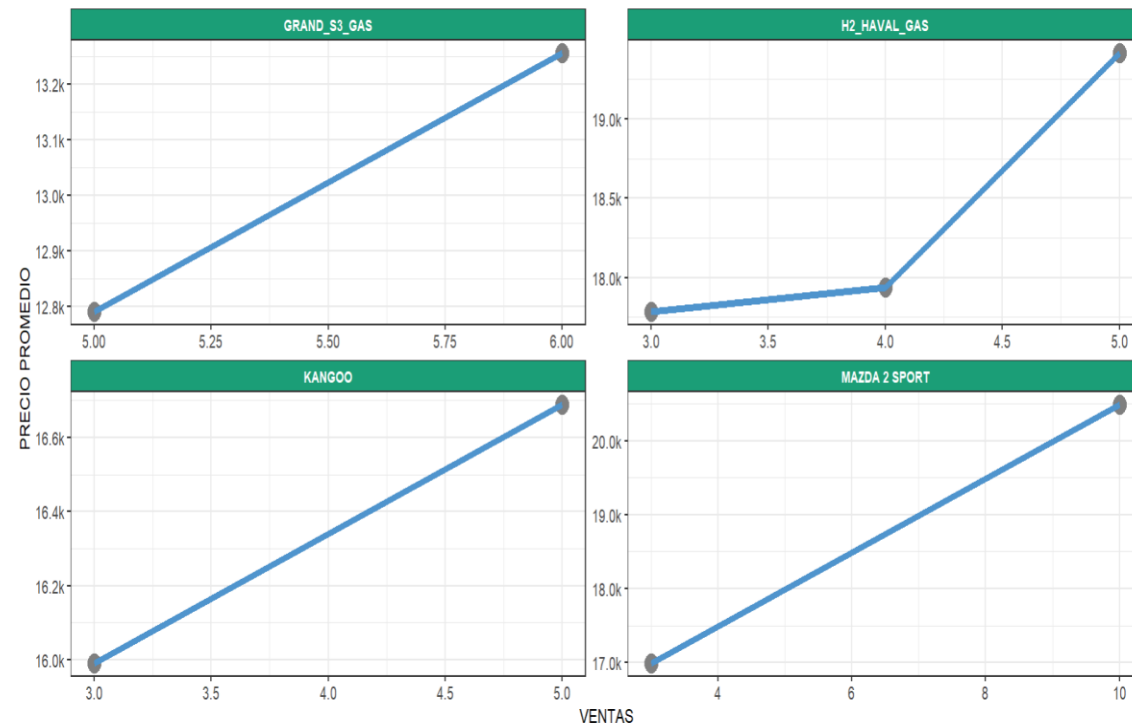 GRAND_S3_GAS
H2_HAVAL_GAS
13.2k
13.1k
13.0k
12.9k
12.8k
19.0k
18.5k
18.0k
5.00 5.25 5.50 5.75 6.00
3.0 3.5 4.0 4.5 5.0
PRECIO PROMEDIO
KANGOO
MAZDA 2 SPORT
16.6k
16.4k
16.2k
16.0k
20.0k
19.0k
18.0k
17.0k
3.0 3.5 4.0 4.5 5.0
4 6 8 10
VENTAS